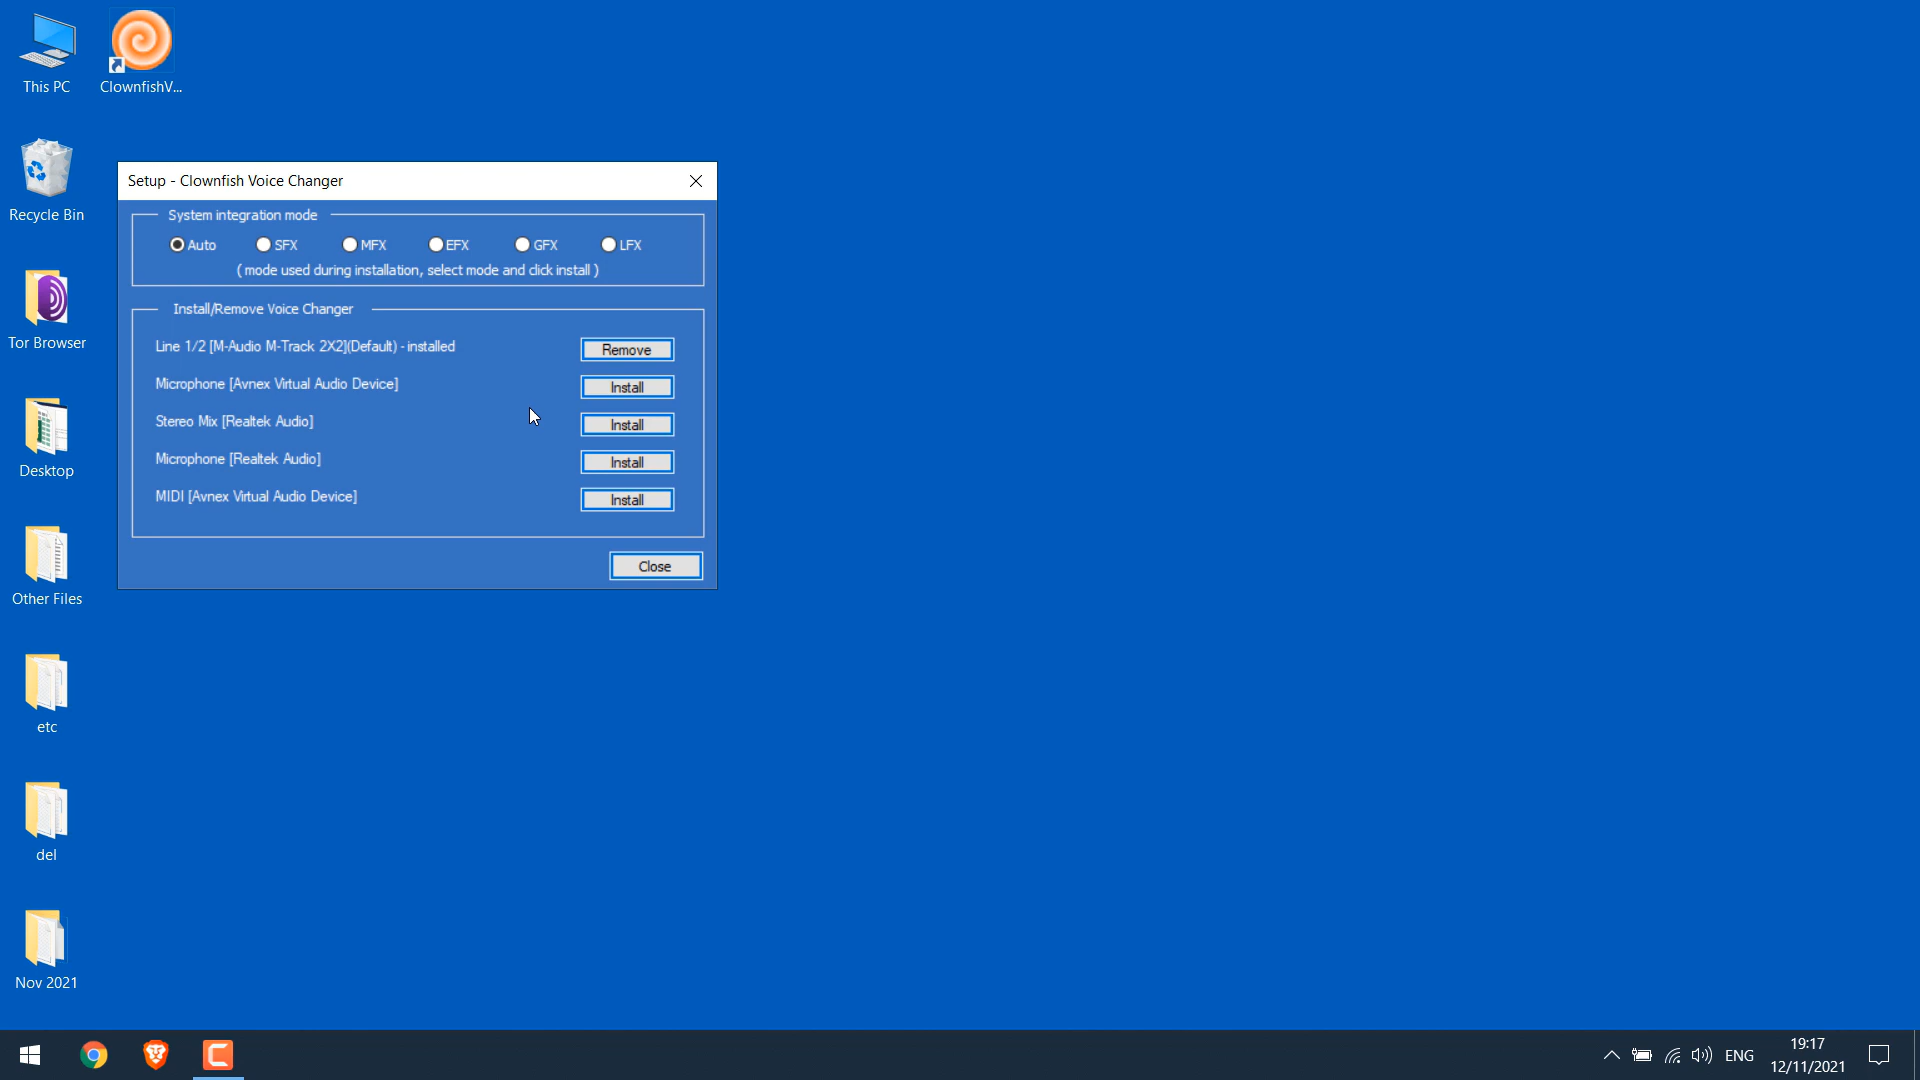 This PC
ClownfishV...
Recycle Bin
Tor Browser
Desktop
Other Files
etc
del
Nov 2021
Setup - Clownfish Voice Changer
System integration mode
Auto SFX MFX EFX GFX LFX
( mode used during installation, select mode and click install )
Install/Remove Voice Changer
Line 1/2 [M-Audio M-Track 2X2](Default) - installed Remove
Microphone [Avnex Virtual Audio Device] Install
Stereo Mix [Realtek Audio] Install
Microphone [Realtek Audio] Install
MIDI [Avnex Virtual Audio Device] Install
Close
ENG
19:17
12/11/2021